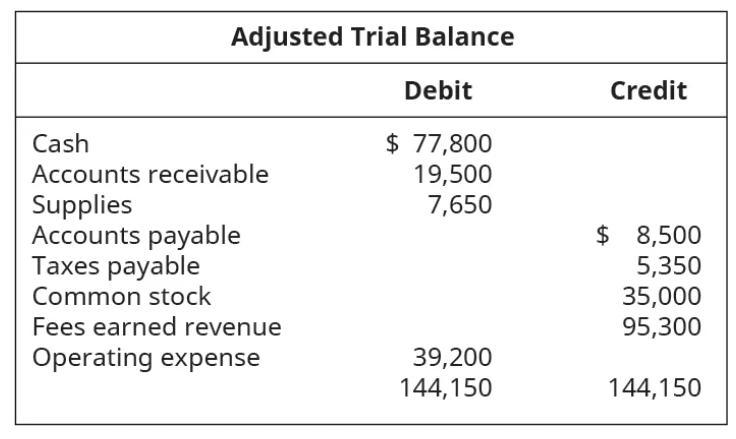 Adjusted Trial Balance
Debit Credit
Cash $ 77,800
Accounts receivable 19,500
Supplies 7,650
Accounts payable $ 8,500
Taxes payable 5,350
Common stock 35,000
Fees earned revenue 95,300
Operating expense 39,200
144,150 144,150